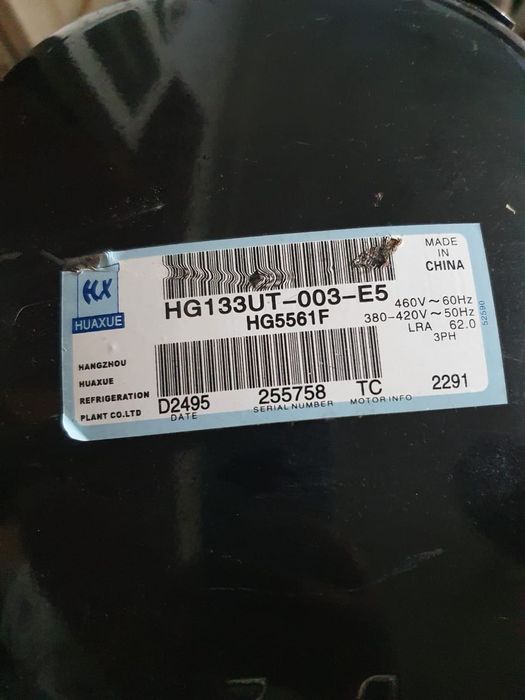 MADE
IN
CHINA
HCX
HUAXUE
HG133UT-003-E5
HG5561F
460V~60Hz
380-420V~50Hz
LRA 62.0
3PH
52590
HANGZHOU
HUAXUE
REFRIGERATION
PLANT CO.LTD
D2495 255758 TC 2291
DATE SERIAL NUMBER MOTOR INFO